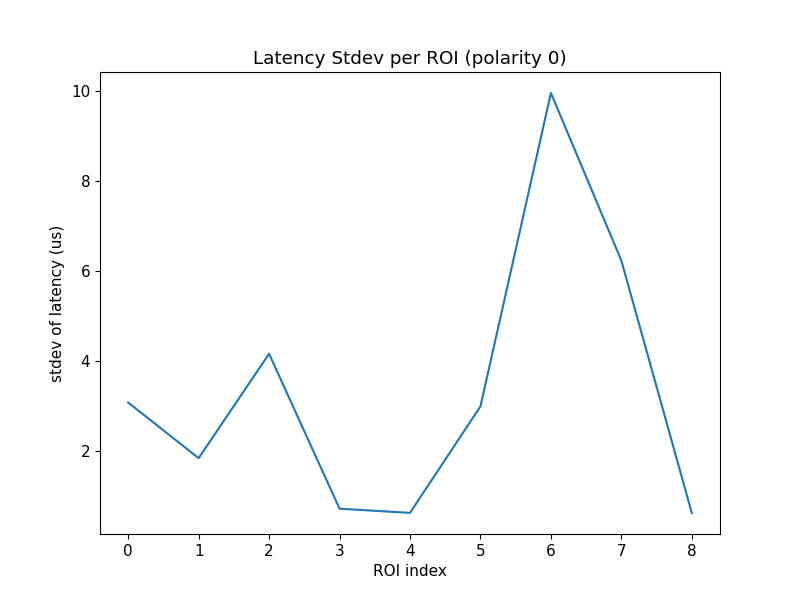 Latency Stdev per ROI (polarity 0)
10
8
6
4
2
stdev of latency (us)
0 1 2 3 4 5 6 7 8
ROI index